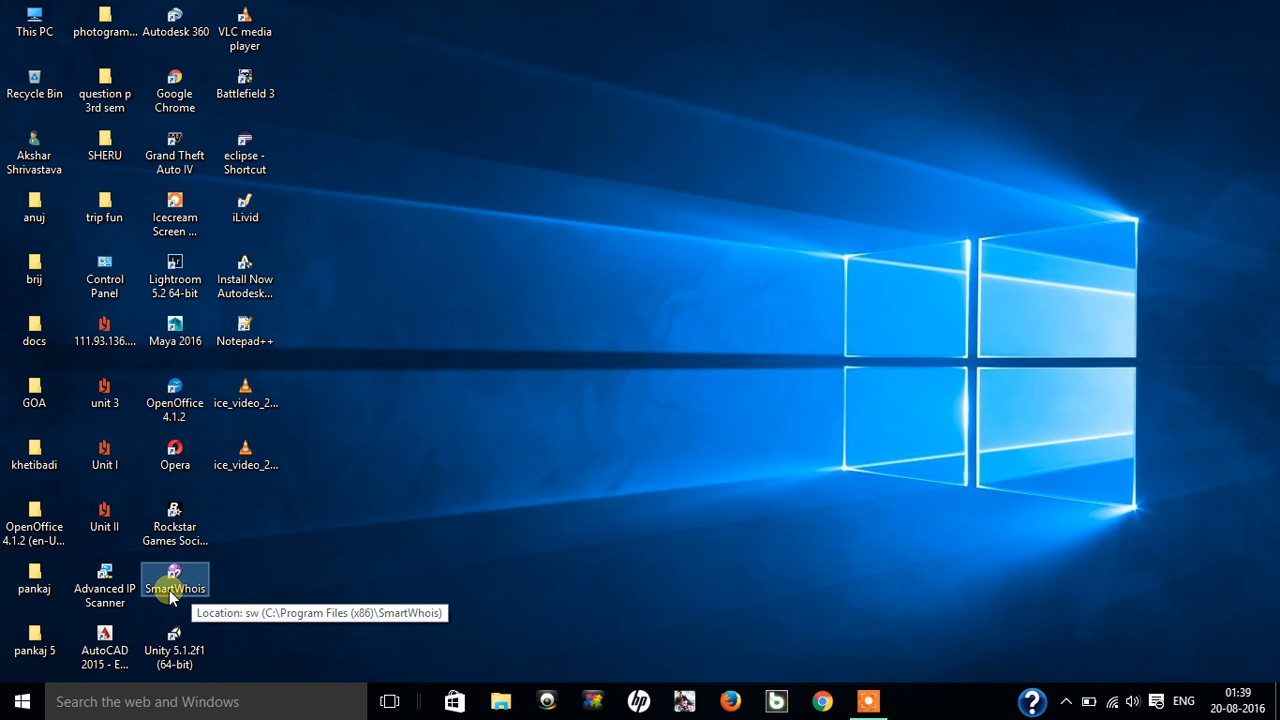 This PC
Recycle Bin
Akshar
Shrivastava
anuj
brij
docs
GOA
khetibadi
OpenOffice
4.1.2 (en-U...
pankaj
pankaj 5
photogram...
question p
3rd sem
SHERU
trip fun
Control
Panel
111.93.136....
unit 3
Unit I
Unit II
Advanced IP
Scanner
AutoCAD
2015 - E...
Autodesk 360
Google
Chrome
Grand Theft
Auto IV
Icecream
Screen ...
Lightroom
5.2 64-bit
Maya 2016
OpenOffice
4.1.2
Opera
Rockstar
Games Soci...
SmartWhois
Unity 5.1.2f1
(64-bit)
VLC media
player
Battlefield 3
eclipse -
Shortcut
iLivid
Install Now
Autodesk...
Notepad++
ice_video_2...
ice_video_2...
Location: sw (C:\Program Files (x86)\SmartWhois)
Search the web and Windows
hp
b
?
ENG
01:39
20-08-2016